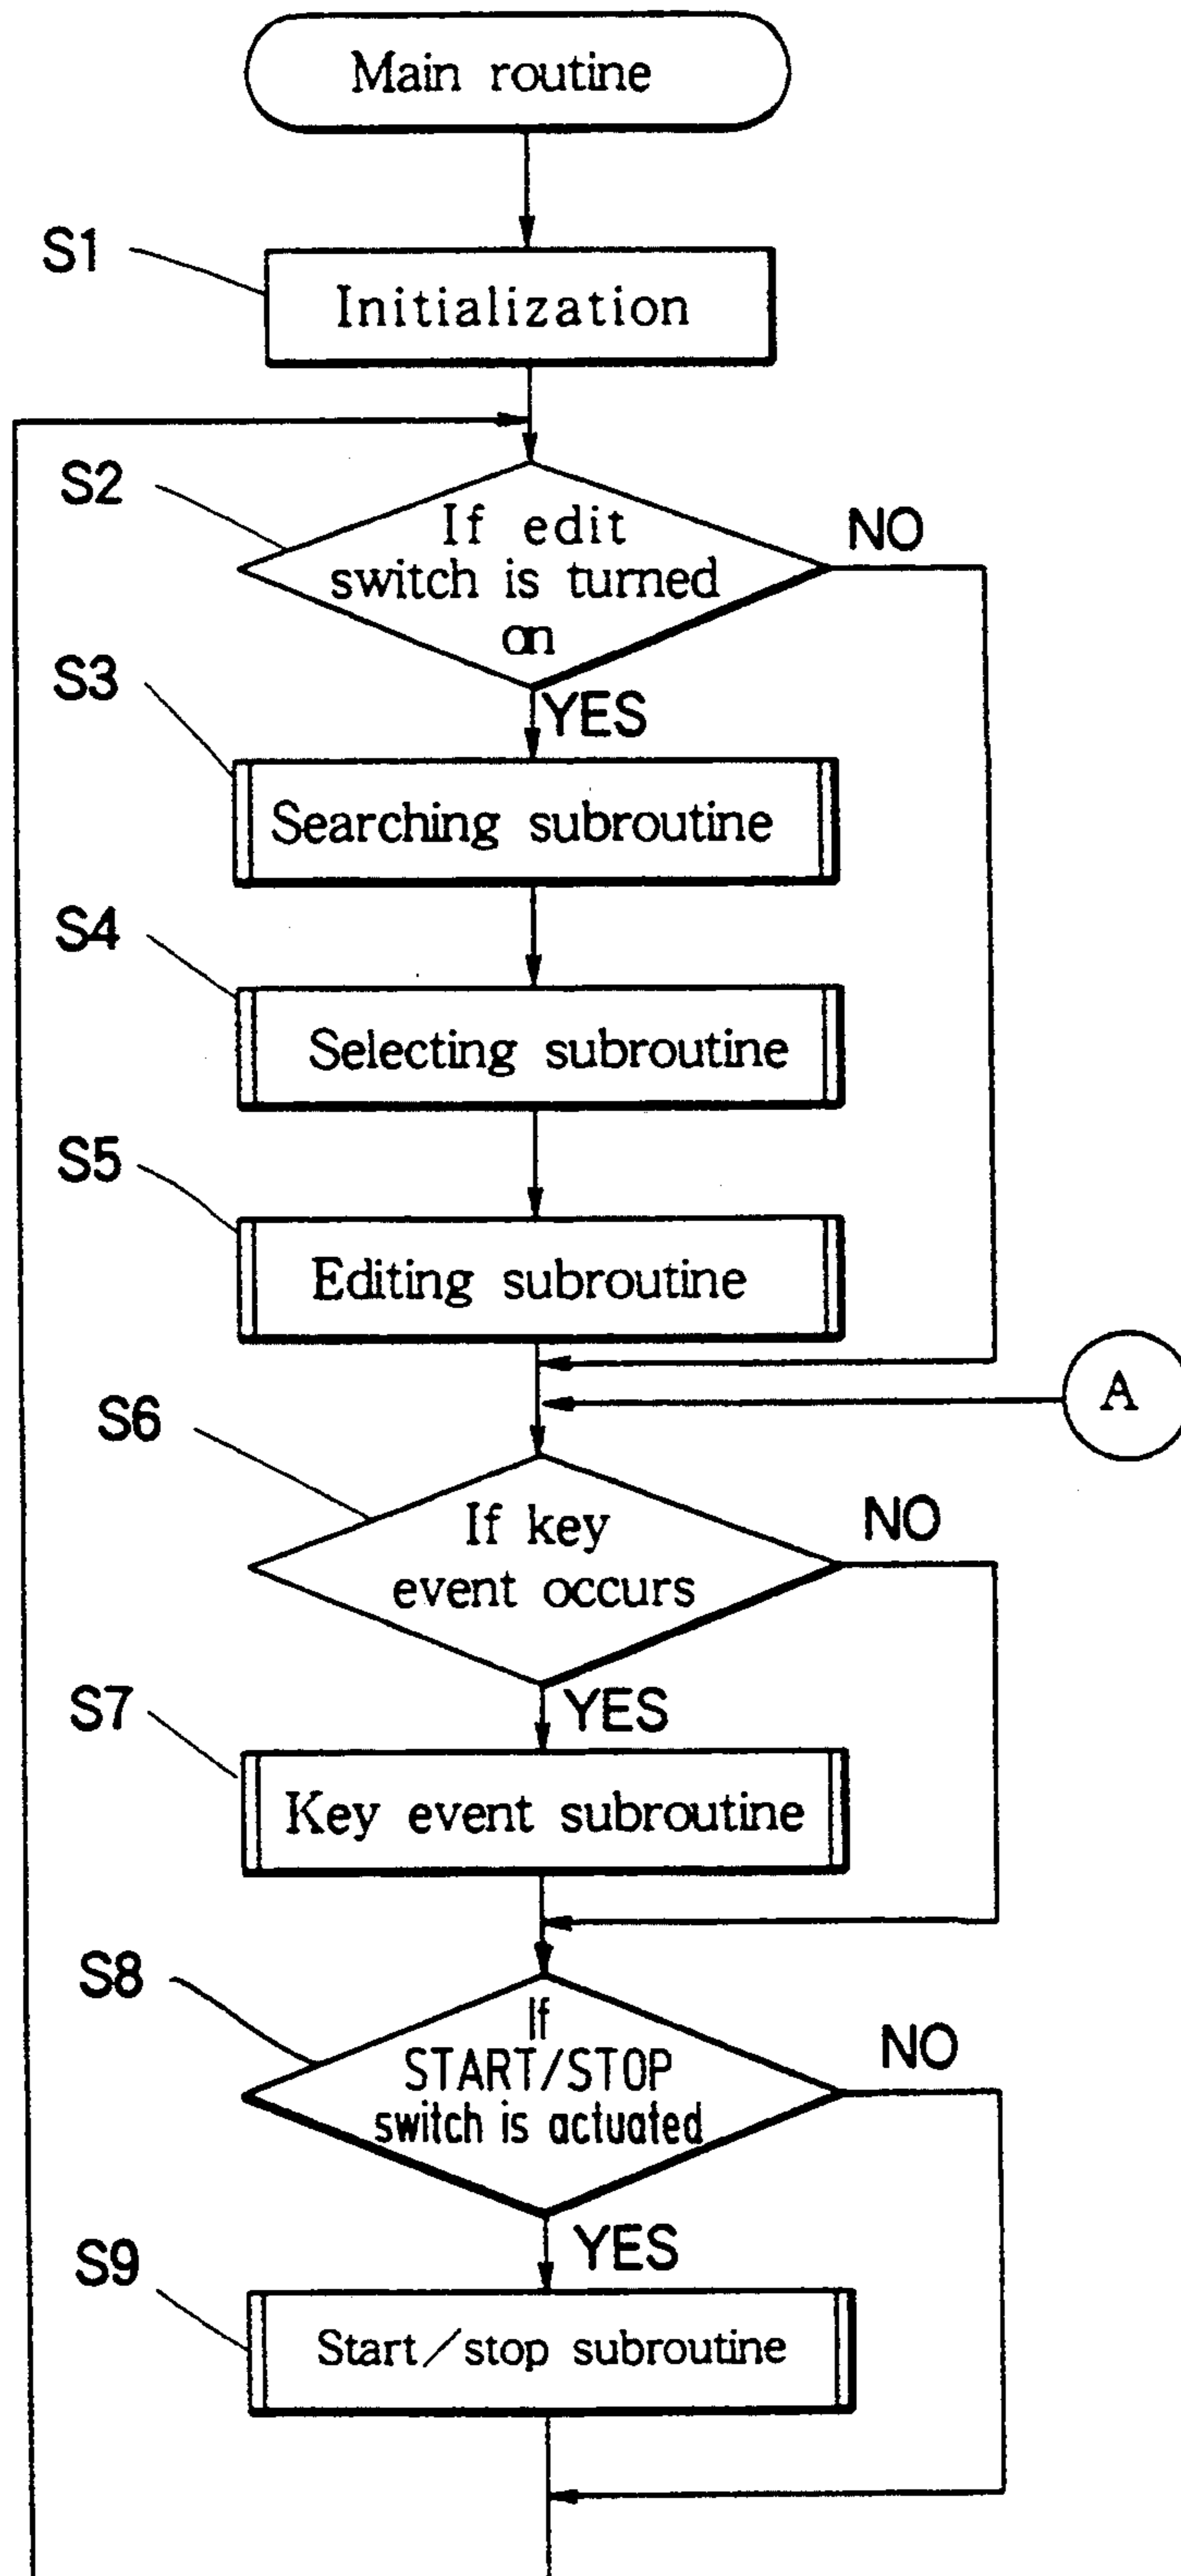 Main routine
S1
Initialization
S2
If edit
switch is turned
on
NO
YES
S3
Searching subroutine
S4
Selecting subroutine
S5
Editing subroutine
A
S6
If key
event occurs
NO
YES
S7
Key event subroutine
S8
If
START/STOP
switch is actuated
NO
YES
S9
Start/stop subroutine